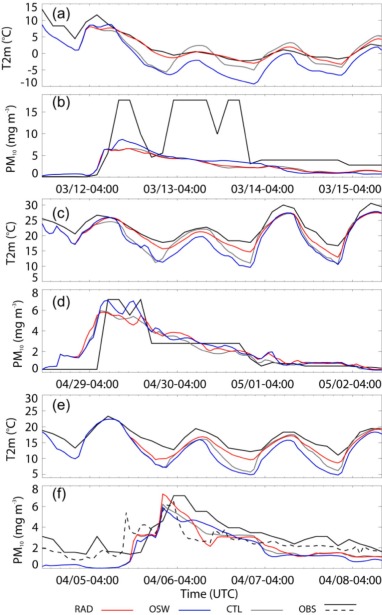 (a)
T2m (℃)
15
10
5
0
-5
-10
(b)
PM₁₀ (mg m⁻³)
15
10
5
0
03/12-04:00 03/13-04:00 03/14-04:00 03/15-04:00
(c)
T2m (℃)
30
25
20
15
10
5
(d)
PM₁₀ (mg m⁻³)
8
6
4
2
0
04/29-04:00 04/30-04:00 05/01-04:00 05/02-04:00
(e)
T2m (℃)
30
25
20
15
10
5
(f)
PM₁₀ (mg m⁻³)
8
6
4
2
0
04/05-04:00 04/06-04:00 04/07-04:00 04/08-04:00
Time (UTC)
RAD OSW CTL OBS